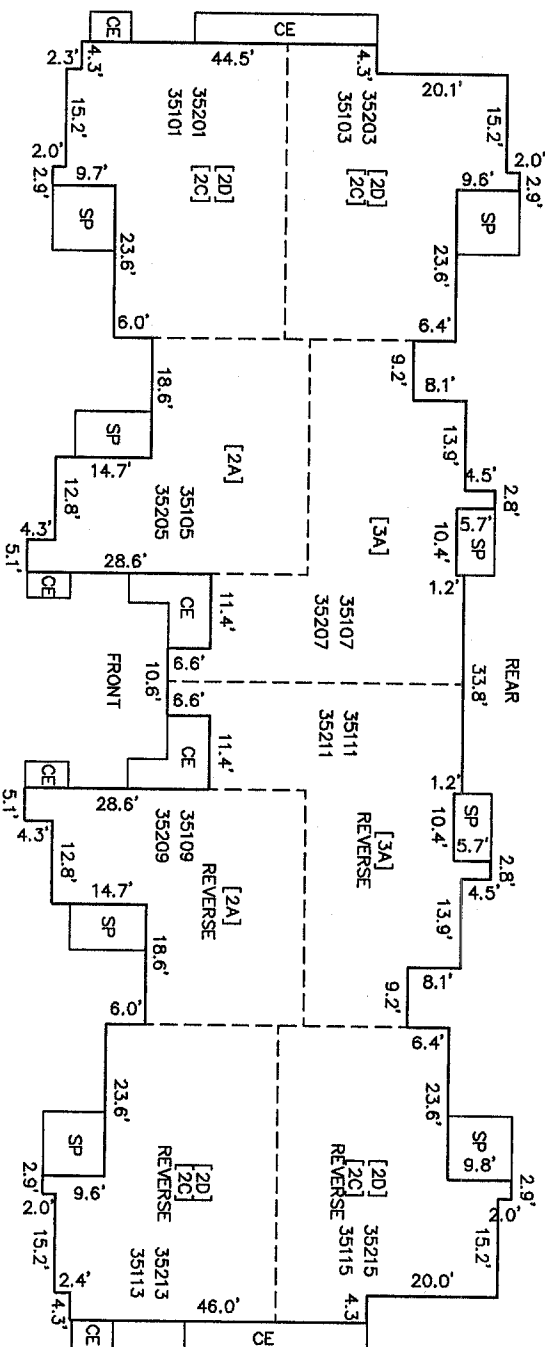 CE
CE
2.3'
4.3'
44.5'
4.3'
20.1'
15.2'
35201
35101
[2D]
[2C]
35203
35103
[2D]
[2C]
15.2'
2.0'
2.9'
9.7'
SP
23.6'
6.0'
2.0'
2.9'
9.6'
SP
23.6'
6.4'
9.2'
8.1'
18.6'
SP
14.7'
12.8'
4.3'
5.1'
28.6'
CE
[2A]
35105
35205
13.9'
4.5'
2.8'
5.7'
10.4'
SP
1.2'
[3A]
35107
35207
CE
11.4'
6.6'
10.6'
6.6'
FRONT
33.8'
REAR
35111
35211
[3A]
REVERSE
11.4'
CE
CE
5.1'
28.6'
4.3'
12.8'
14.7'
SP
18.6'
6.0'
35109
35209
[2A]
REVERSE
1.2'
10.4'
SP
5.7'
2.8'
4.5'
13.9'
8.1'
9.2'
6.4'
23.6'
SP
9.8'
2.9'
2.0'
15.2'
20.0'
23.6'
SP
9.6'
2.9'
2.0'
15.2'
2.4'
4.3'
[2D]
[2C]
REVERSE
35213
35113
[2D]
[2C]
REVERSE
35215
35115
46.0'
4.3
CE
CE